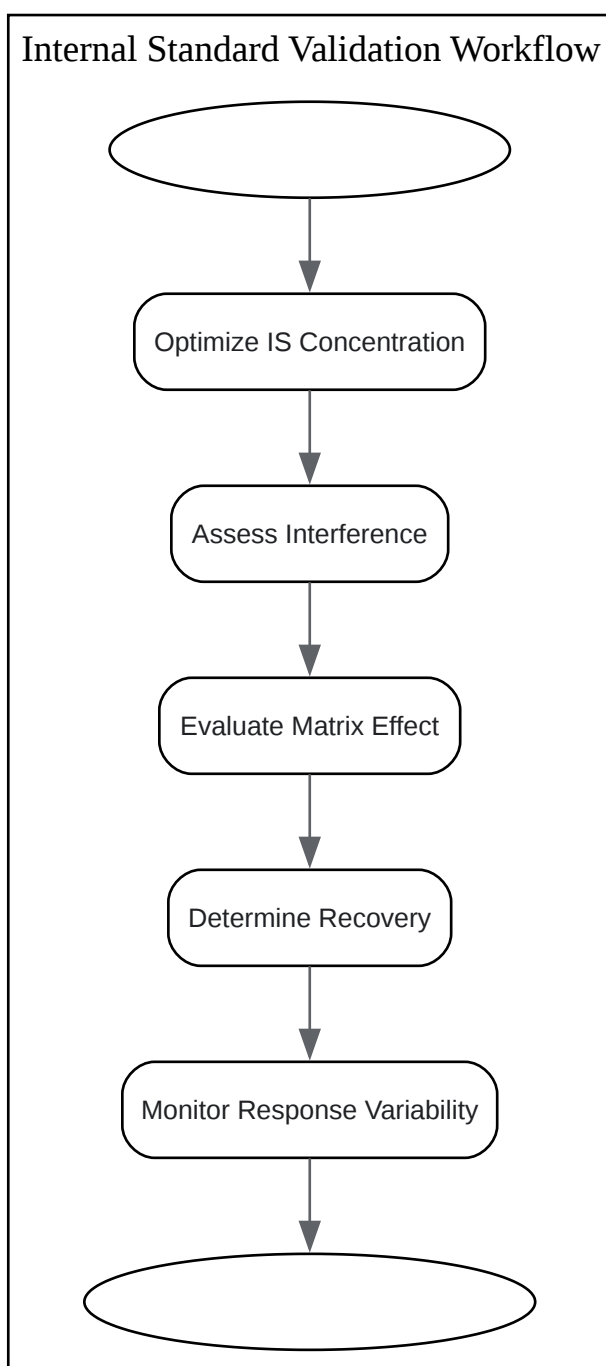 Internal Standard Validation Workflow
Optimize IS Concentration
Assess Interference
Evaluate Matrix Effect
Determine Recovery
Monitor Response Variability